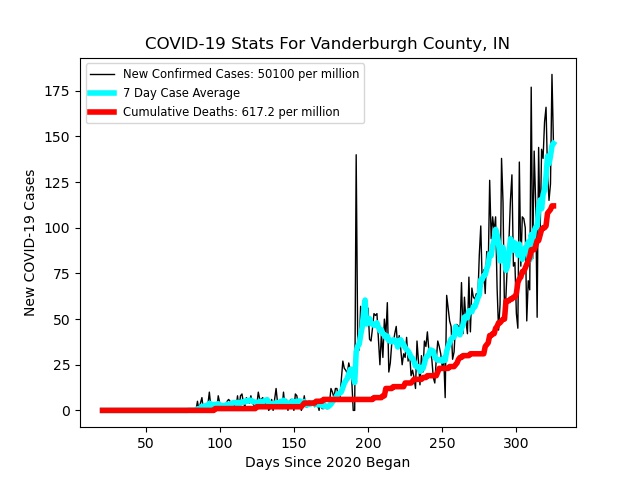 COVID-19 Stats For Vanderburgh County, IN
New Confirmed Cases: 50100 per million
7 Day Case Average
Cumulative Deaths: 617.2 per million
New COVID-19 Cases
175
150
125
100
75
50
25
0
50 100 150 200 250 300
Days Since 2020 Began